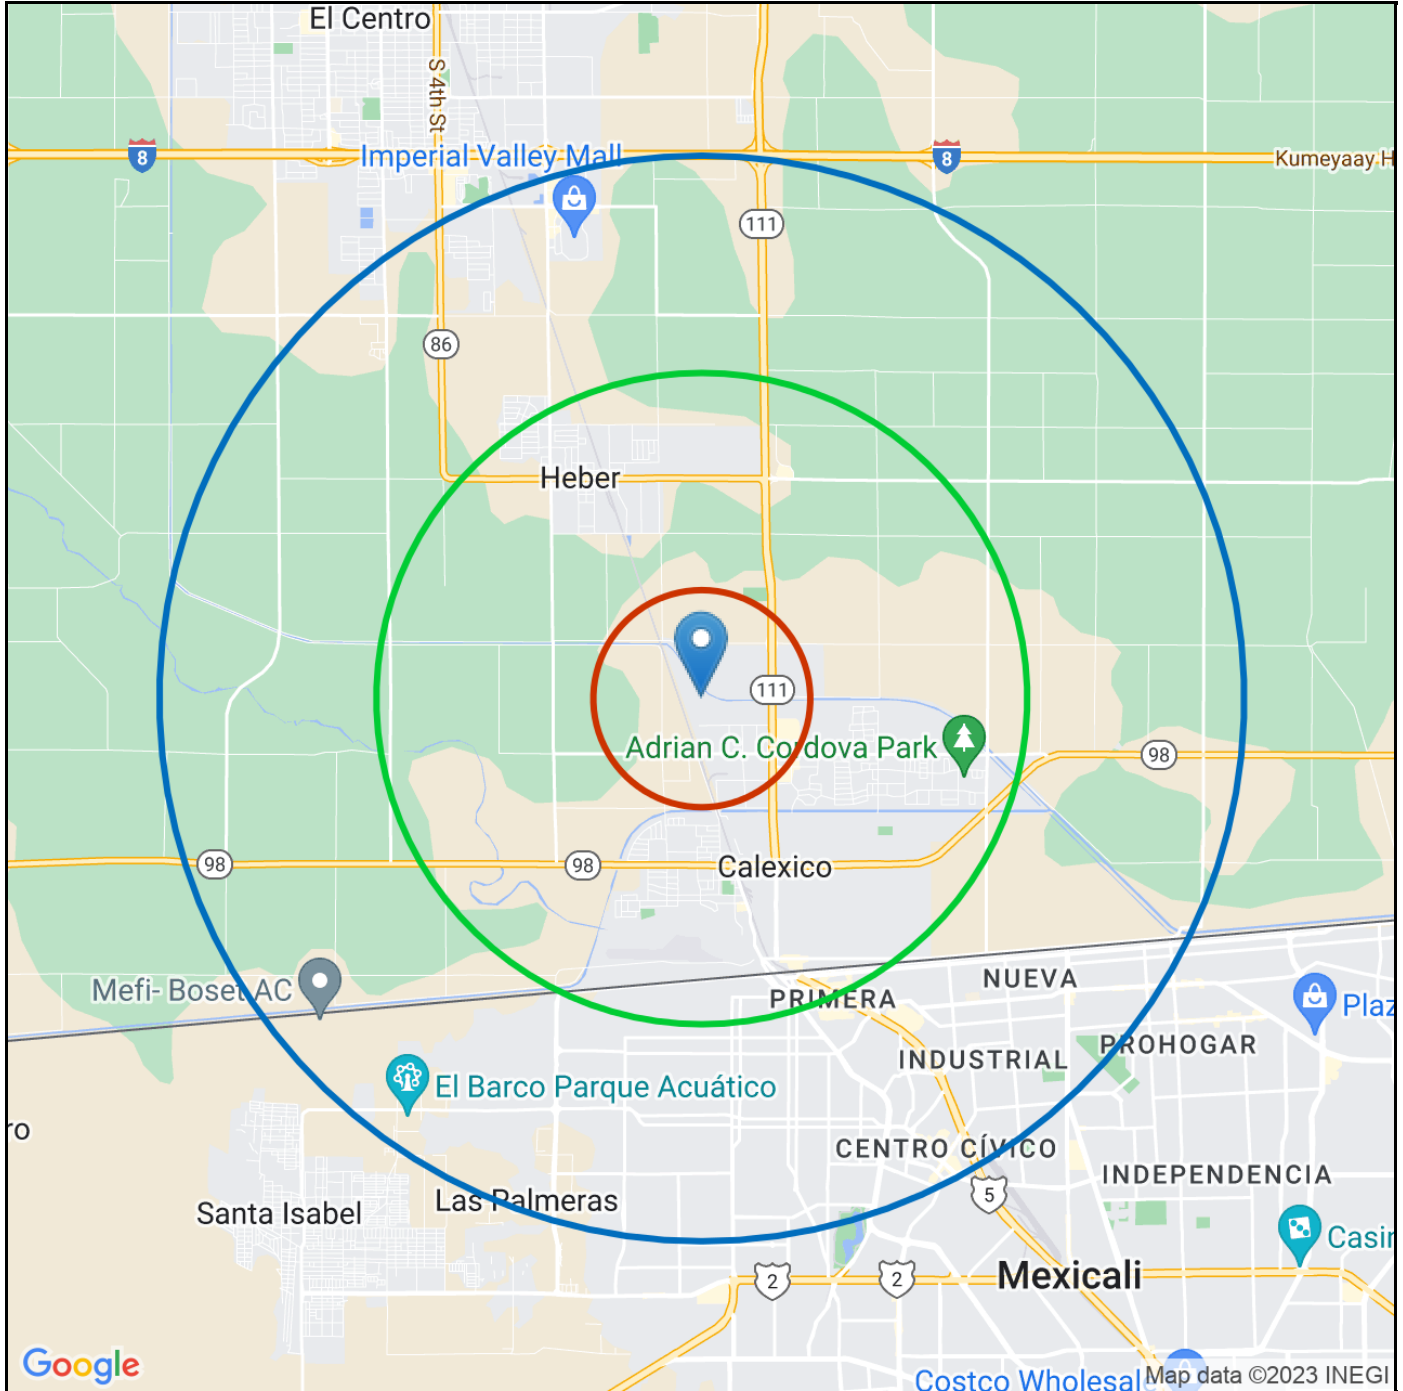 El Centro
S 4th St
8
Imperial Valley Mall
8
Kumeyaay H
111
86
Heber
111
Adrian C. Cordova Park
98
98
98
Calexico
Mefi- Boset AC
NUEVA
PRIMERA
Plaz
INDUSTRIAL
PROHOGAR
El Barco Parque Acuático
ro
CENTRO CÍVICO
INDEPENDENCIA
5
Las Palmeras
Santa Isabel
Casin
2
2
Mexicali
Google
Costco Wholesal
Map data ©2023 INEGI